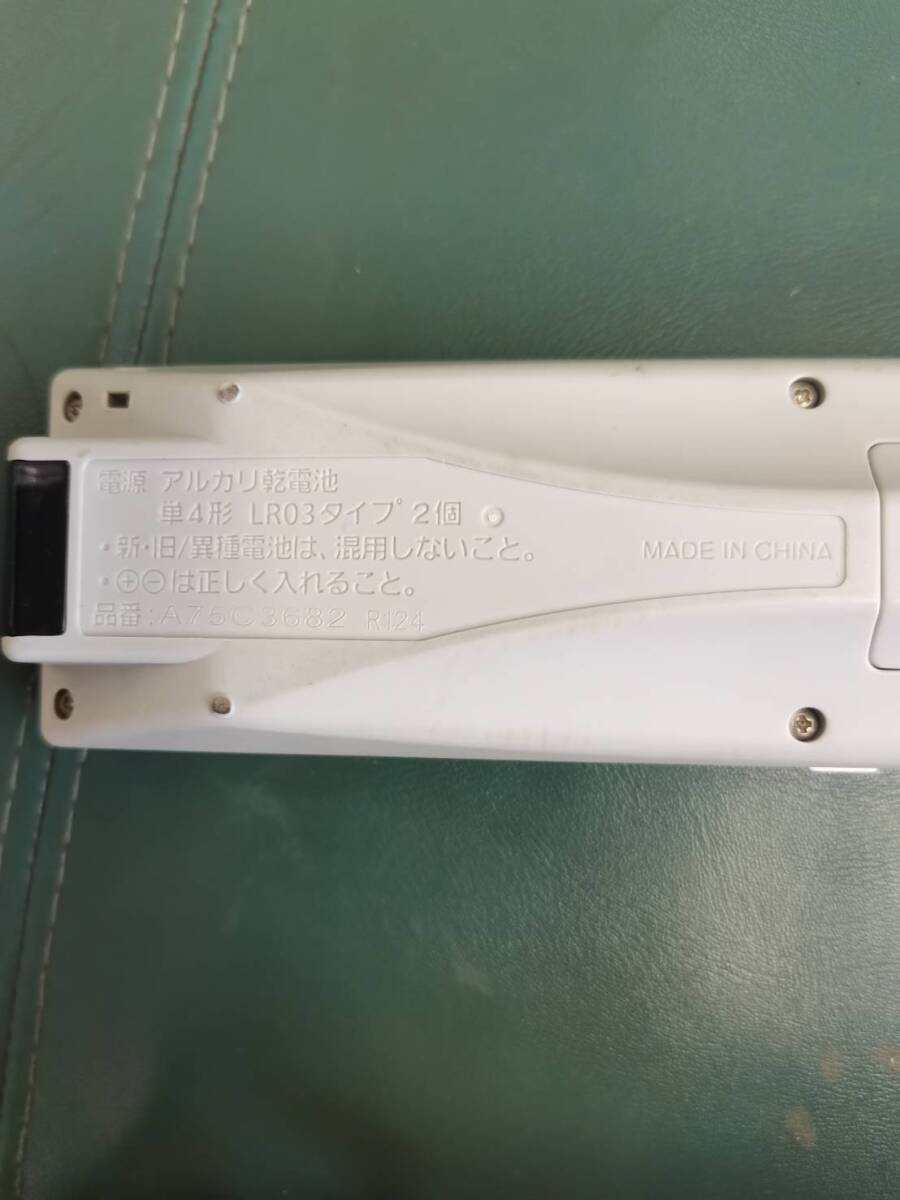 電源 アルカリ乾電池
単4形 LR03タイプ 2個
・新・旧/異種電池は、混用しないこと。
・⊕⊖は正しく入れること。
品番:A75C3682 R124
MADE IN CHINA